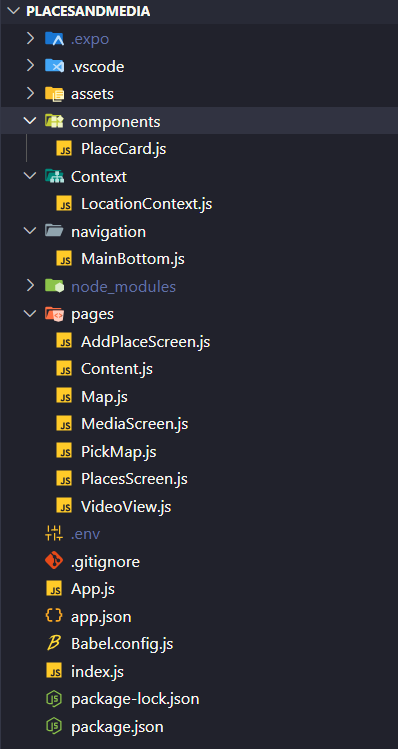 PLACESANDMEDIA
.expo
.vscode
assets
components
JS PlaceCard.js
Context
JS LocationContext.js
navigation
JS MainBottom.js
node_modules
pages
JS AddPlaceScreen.js
JS Content.js
JS Map.js
JS MediaScreen.js
JS PickMap.js
JS PlacesScreen.js
JS VideoView.js
.env
.gitignore
JS App.js
{} app.json
B Babel.config.js
JS index.js
JS package-lock.json
JS package.json